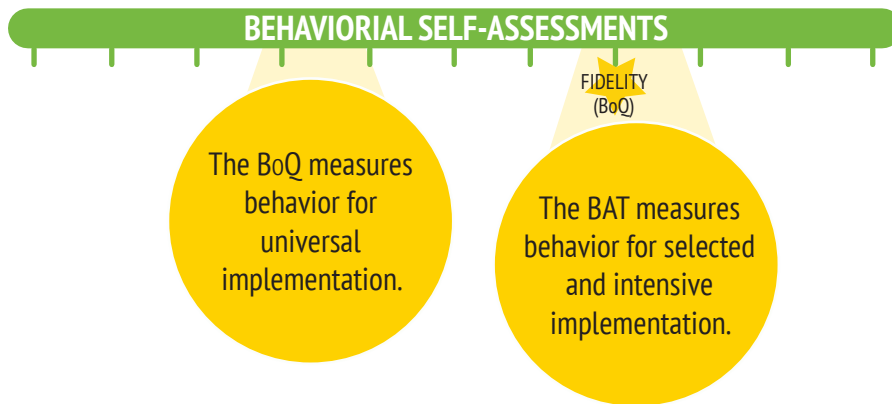 BEHAVIORIAL SELF-ASSESSMENTS
FIDELITY
(BoQ)
The BoQ measures
behavior for
universal
implementation.
The BAT measures
behavior for selected
and intensive
implementation.